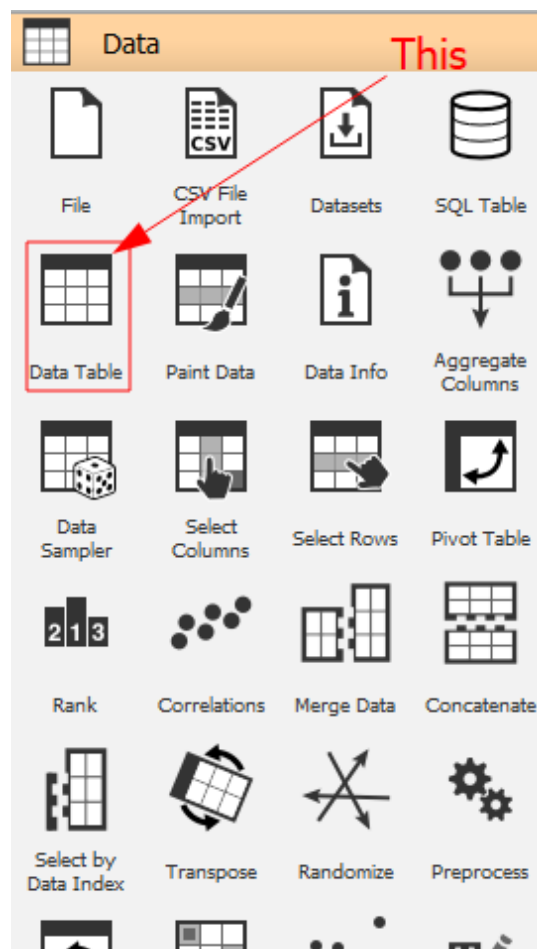 Data
This
CSV
File
CSV File
Import
Datasets
SQL Table
Data Table
Paint Data
Data Info
Aggregate
Columns
Data
Sampler
Select
Columns
Select Rows
Pivot Table
2 1 3
Rank
Correlations
Merge Data
Concatenate
Select by
Data Index
Transpose
Randomize
Preprocess